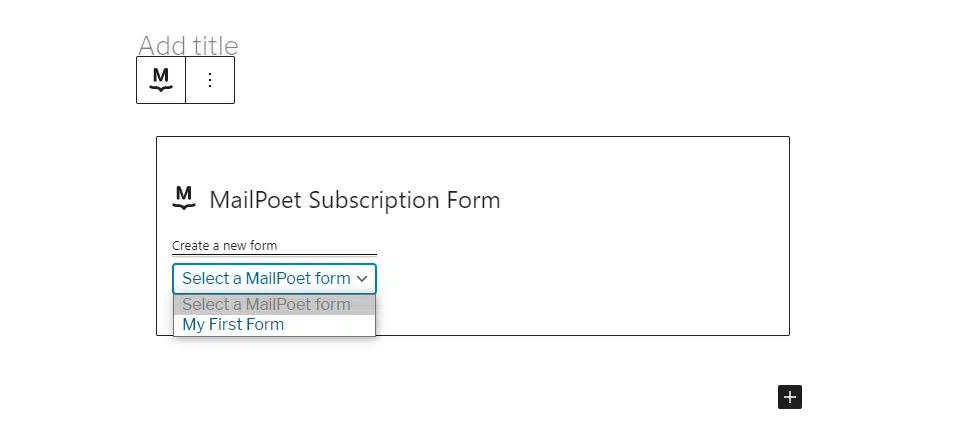 Add title
M
M MailPoet Subscription Form
Create a new form
Select a MailPoet form
Select a MailPoet form
My First Form